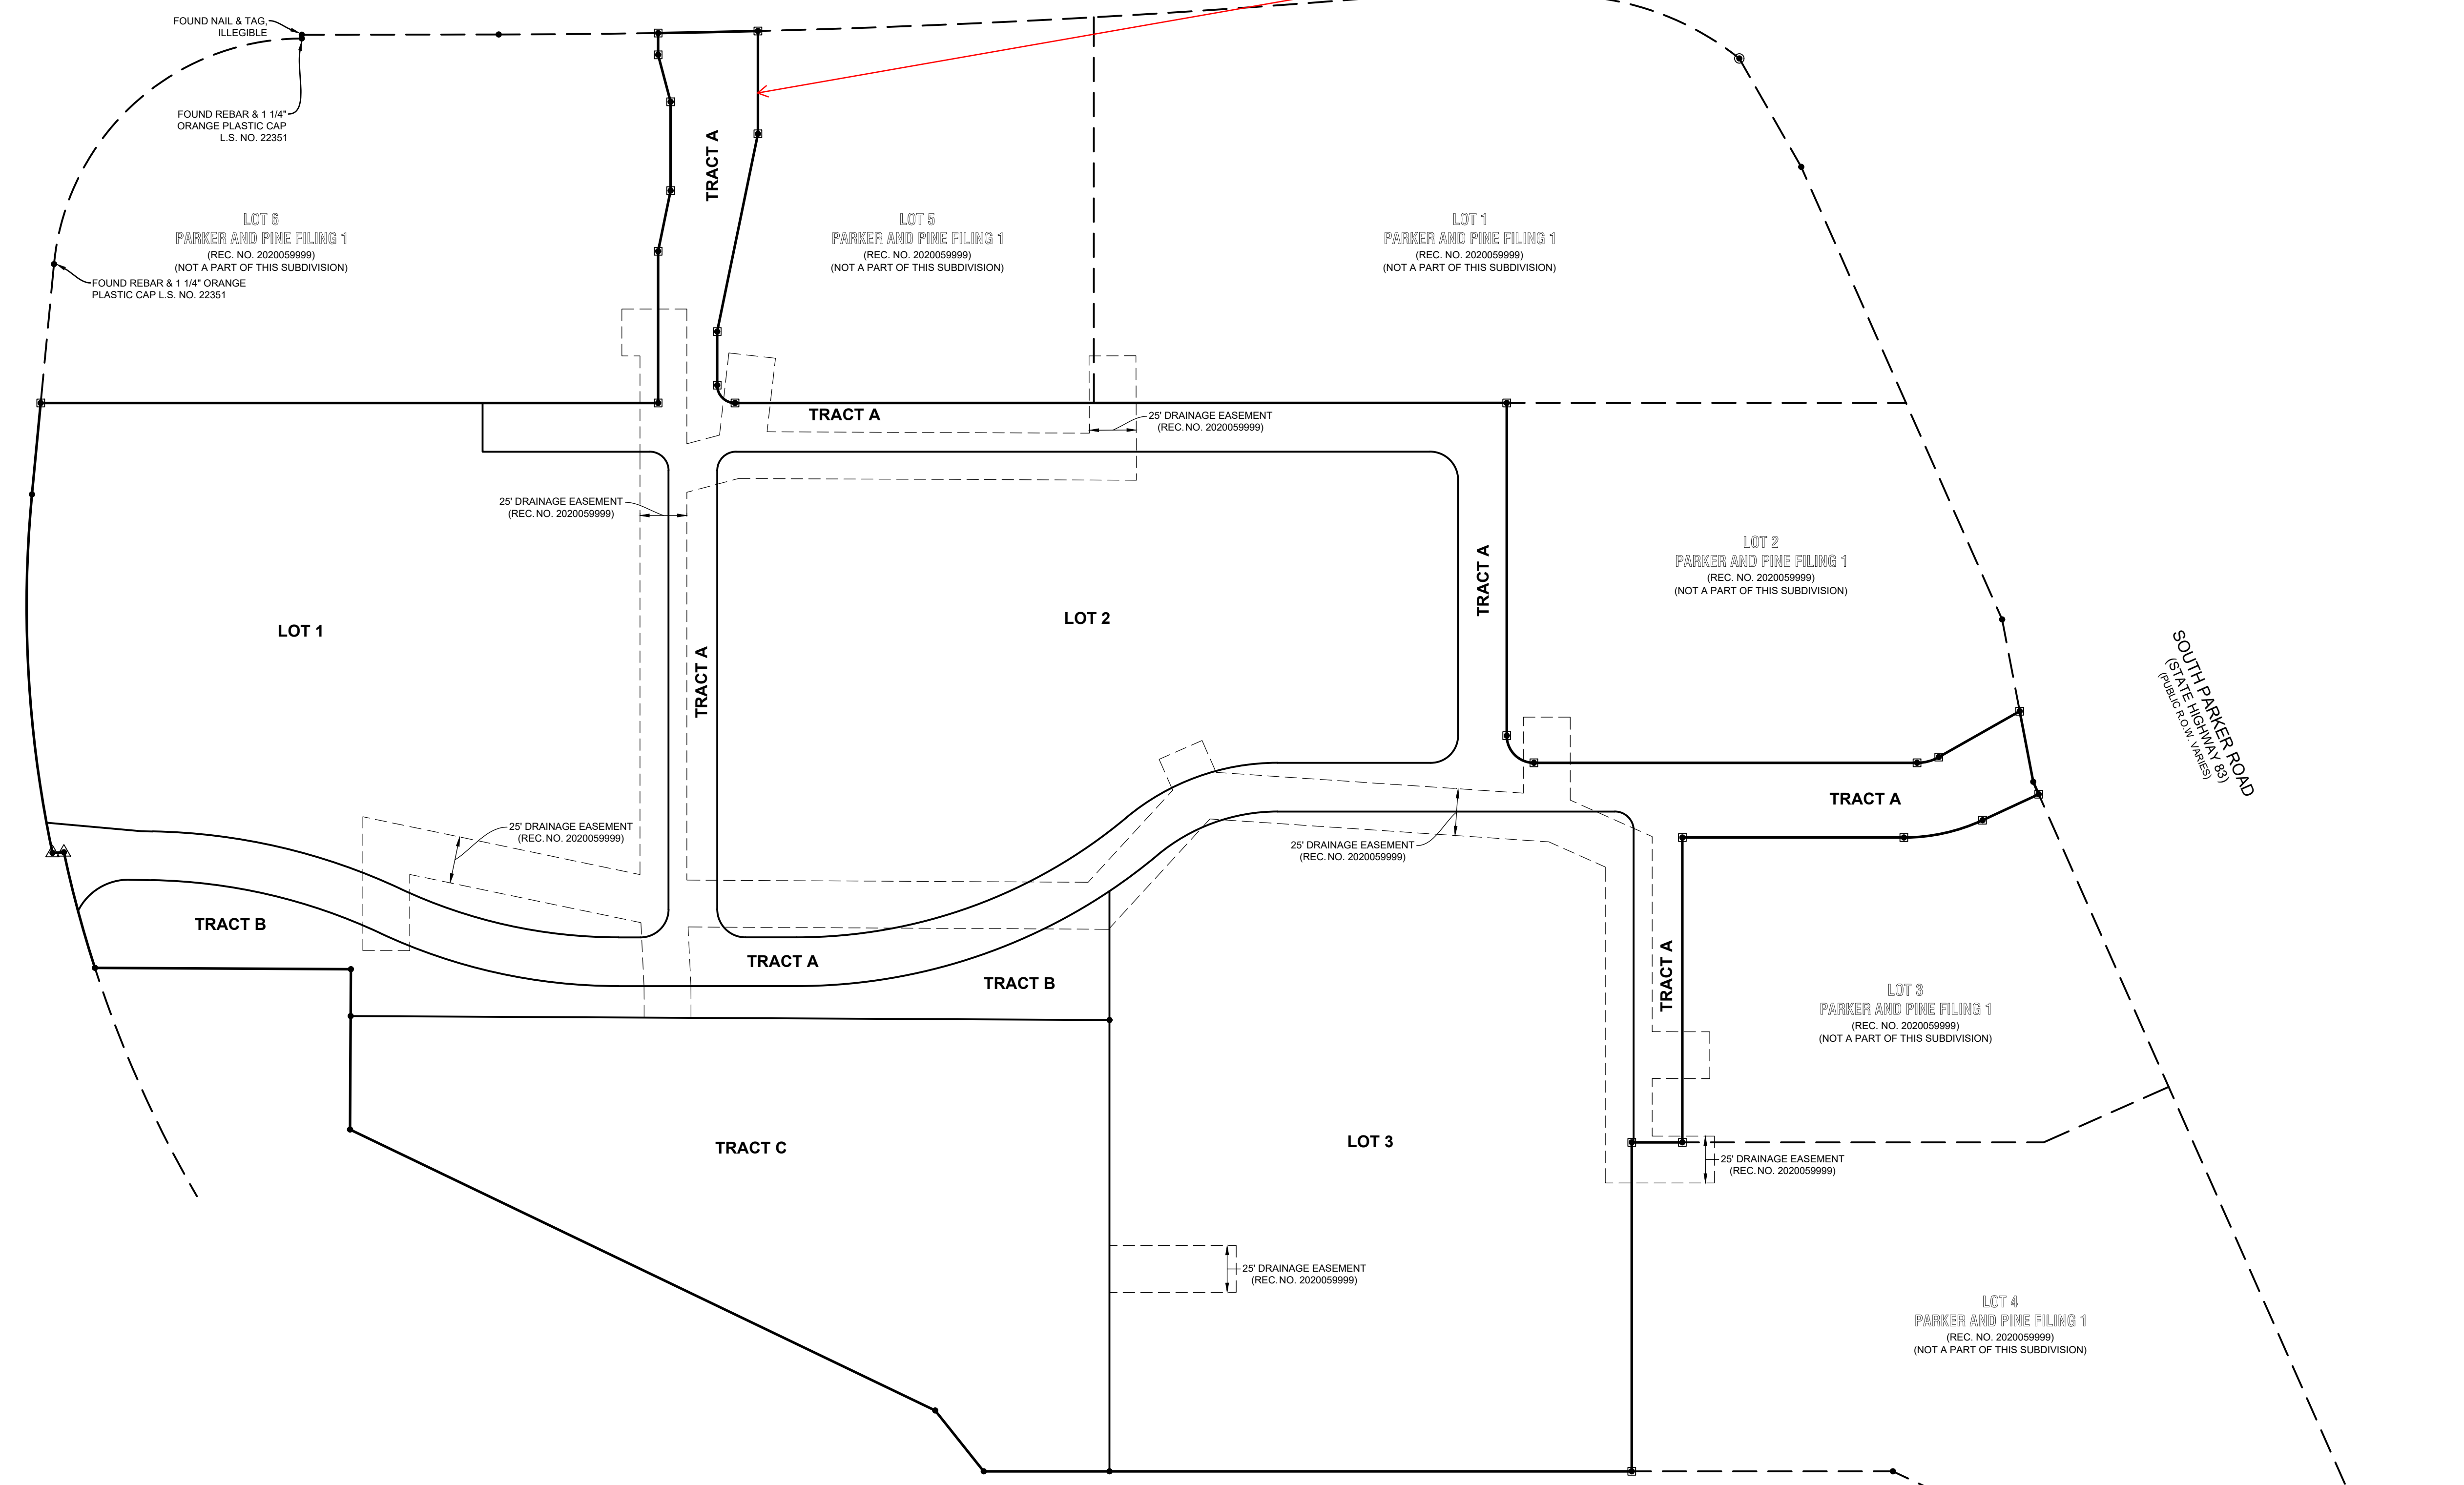 FOUND NAIL & TAG,
ILLEGIBLE
FOUND REBAR & 1 1/4"
ORANGE PLASTIC CAP
L.S. NO. 22351
TRACT A
LOT 6
PARKER AND PINE FILING 1
(REC. NO. 2020059999)
(NOT A PART OF THIS SUBDIVISION)
LOT 5
PARKER AND PINE FILING 1
(REC. NO. 2020059999)
(NOT A PART OF THIS SUBDIVISION)
LOT 1
PARKER AND PINE FILING 1
(REC. NO. 2020059999)
(NOT A PART OF THIS SUBDIVISION)
FOUND REBAR & 1 1/4" ORANGE
PLASTIC CAP L.S. NO. 22351
TRACT A
25' DRAINAGE EASEMENT
(REC. NO. 2020059999)
25' DRAINAGE EASEMENT
(REC. NO. 2020059999)
LOT 2
PARKER AND PINE FILING 1
(REC. NO. 2020059999)
(NOT A PART OF THIS SUBDIVISION)
TRACT A
LOT 1
LOT 2
TRACT A
SOUTH PARKER ROAD
(STATE HIGHWAY 83)
(PUBLIC R.O.W. VARIES)
TRACT A
25' DRAINAGE EASEMENT
(REC. NO. 2020059999)
25' DRAINAGE EASEMENT
(REC. NO. 2020059999)
TRACT B
TRACT A
TRACT B
TRACT A
LOT 3
PARKER AND PINE FILING 1
(REC. NO. 2020059999)
(NOT A PART OF THIS SUBDIVISION)
TRACT C
LOT 3
25' DRAINAGE EASEMENT
(REC. NO. 2020059999)
25' DRAINAGE EASEMENT
(REC. NO. 2020059999)
LOT 4
PARKER AND PINE FILING 1
(REC. NO. 2020059999)
(NOT A PART OF THIS SUBDIVISION)